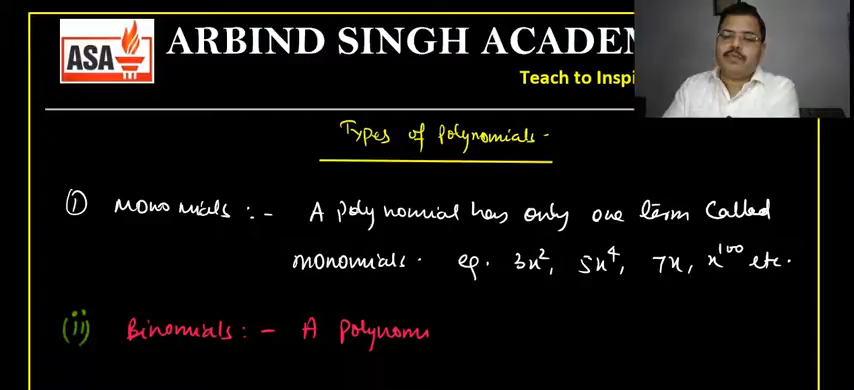 ASA
ARBIND SINGH ACADEM
Teach to Inspi
Types of Polynomials -
(i) Monomials :- A polynomial has only one term called
monomials. eg. 3x², 5x⁴, 7x, x¹⁰⁰ etc.
(ii) Binomials :- A Polynom